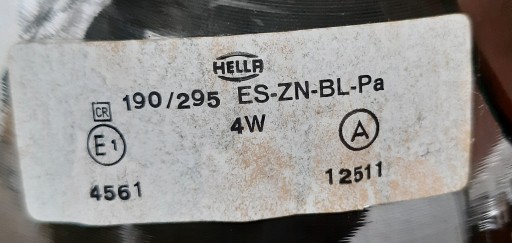 HELLA
CR 190/295 ES-ZN-BL-Pa
E1 4W A
4561 12511